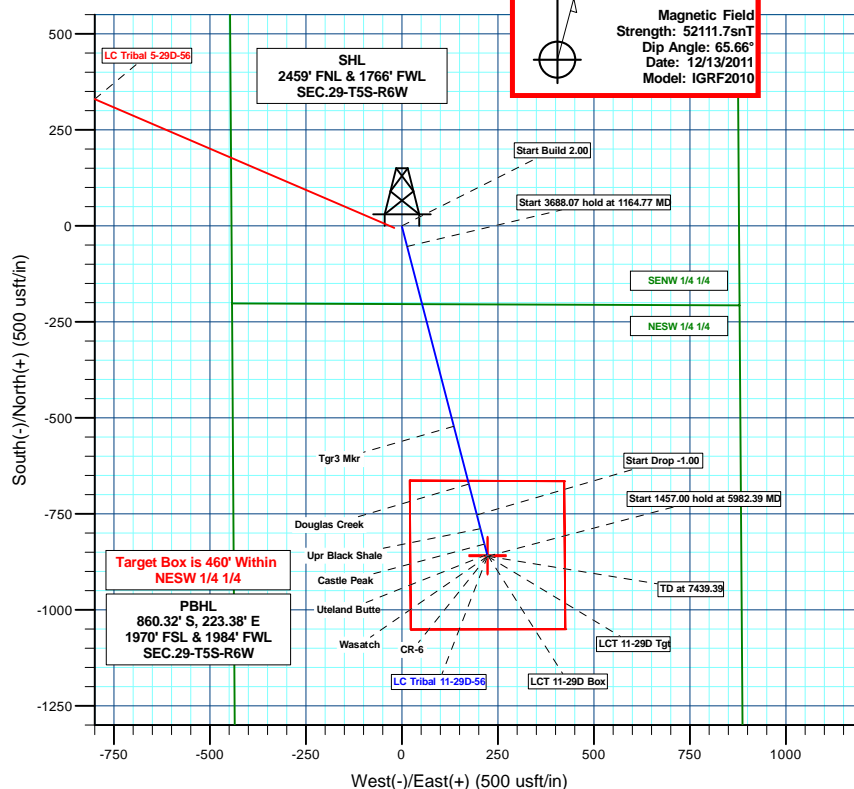 Magnetic Field
Strength: 52111.7snT
Dip Angle: 65.66°
Date: 12/13/2011
Model: IGRF2010
LC Tribal 5-29D-56
SHL
2459' FNL & 1766' FWL
SEC.29-T5S-R6W
Start Build 2.00
Start 3688.07 hold at 1164.77 MD
SENW 1/4 1/4
NESW 1/4 1/4
Tgr3 Mkr
Start Drop -1.00
Start 1457.00 hold at 5982.39 MD
Douglas Creek
Upr Black Shale
Castle Peak
Uteland Butte
Wasatch
CR-6
LC Tribal 11-29D-56
LCT 11-29D Box
LCT 11-29D Tgt
TD at 7439.39
Target Box is 460' Within
NESW 1/4 1/4
PBHL
860.32' S, 223.38' E
1970' FSL & 1984' FWL
SEC.29-T5S-R6W
South(-)/North(+) (500 usft/in)
500
250
0
-250
-500
-750
-1000
-1250
-750
-500
-250
0
250
500
750
1000
West(-)/East(+) (500 usft/in)